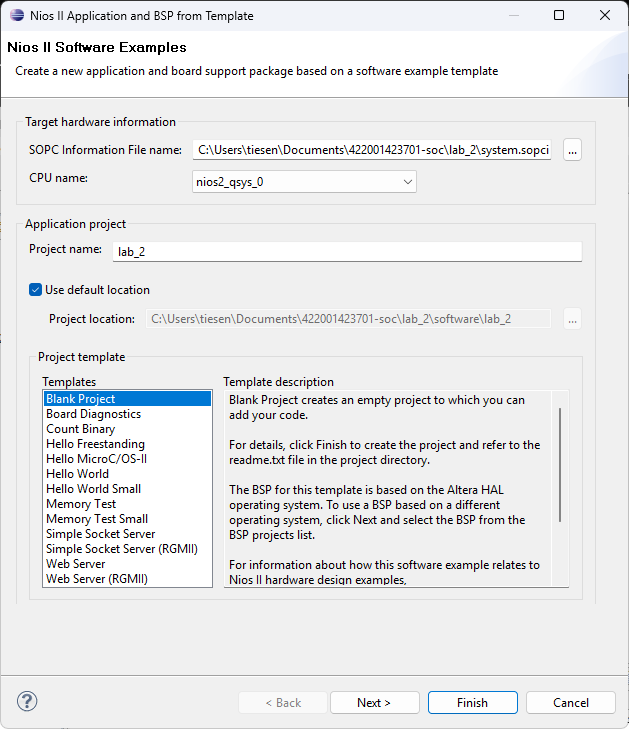 Nios II Application and BSP from Template
Nios II Software Examples
Create a new application and board support package based on a software example template
Target hardware information
SOPC Information File name:
C:\Users\tiesen\Documents\422001423701-soc\lab_2\system.sopci
...
CPU name:
nios2_qsys_0
Application project
Project name:
lab_2
Use default location
Project location:
C:\Users\tiesen\Documents\422001423701-soc\lab_2\software\lab_2
...
Project template
Templates
Blank Project
Board Diagnostics
Count Binary
Hello Freestanding
Hello MicroC/OS-II
Hello World
Hello World Small
Memory Test
Memory Test Small
Simple Socket Server
Simple Socket Server (RGMII)
Web Server
Web Server (RGMII)
Template description
Blank Project creates an empty project to which you can
add your code.
For details, click Finish to create the project and refer to the
readme.txt file in the project directory.
The BSP for this template is based on the Altera HAL
operating system. To use a BSP based on a different
operating system, click Next and select the BSP from the
BSP projects list.
For information about how this software example relates to
Nios II hardware design examples,
?
< Back
Next >
Finish
Cancel